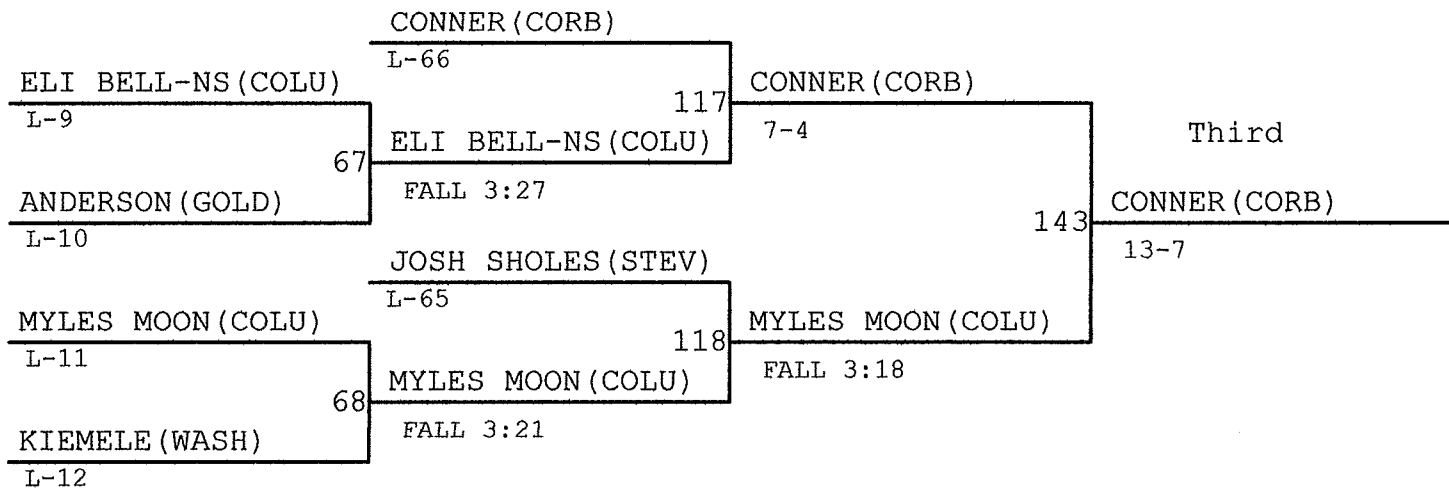 CONNER(CORB)
L-66
ELI BELL-NS(COLU)
L-9
117
CONNER(CORB)
7-4
Third
67
ELI BELL-NS(COLU)
FALL 3:27
ANDERSON(GOLD)
L-10
143
CONNER(CORB)
13-7
JOSH SHOLES(STEV)
L-65
MYLES MOON(COLU)
L-11
118
MYLES MOON(COLU)
FALL 3:18
68
MYLES MOON(COLU)
FALL 3:21
KIEMELE(WASH)
L-12